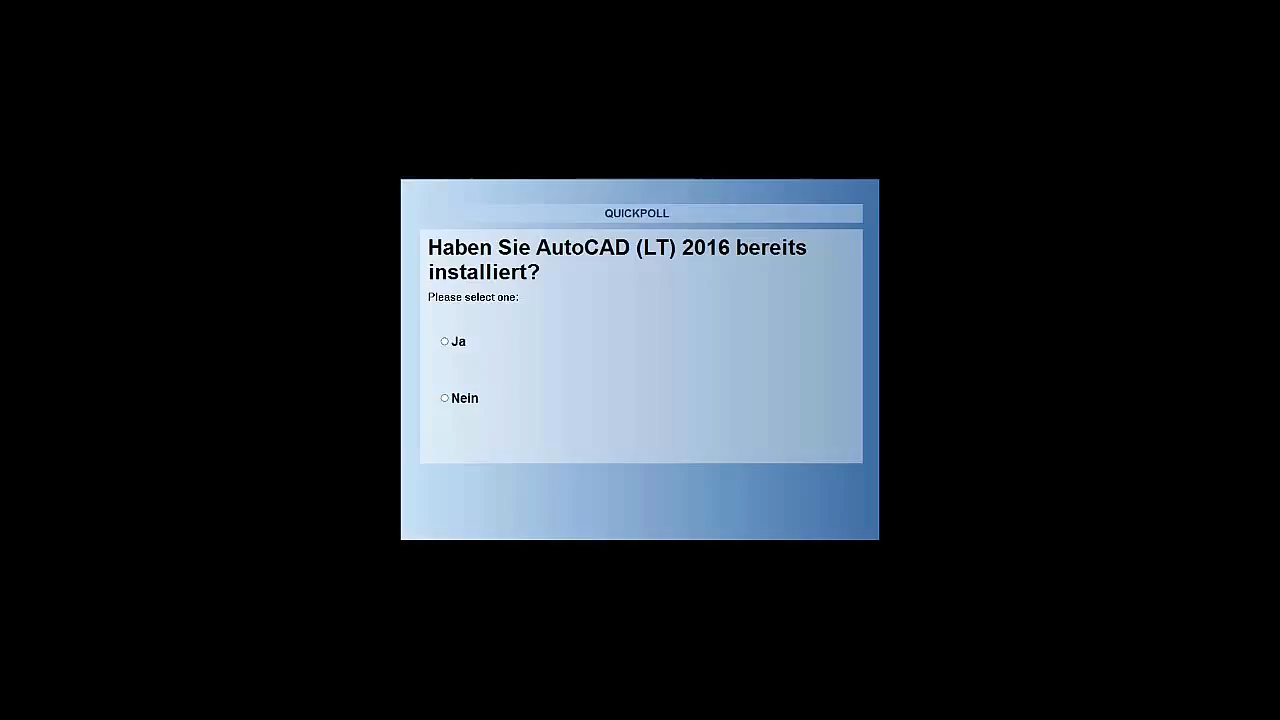 QUICKPOLL
Haben Sie AutoCAD (LT) 2016 bereits
installiert?
Please select one:
Ja
Nein